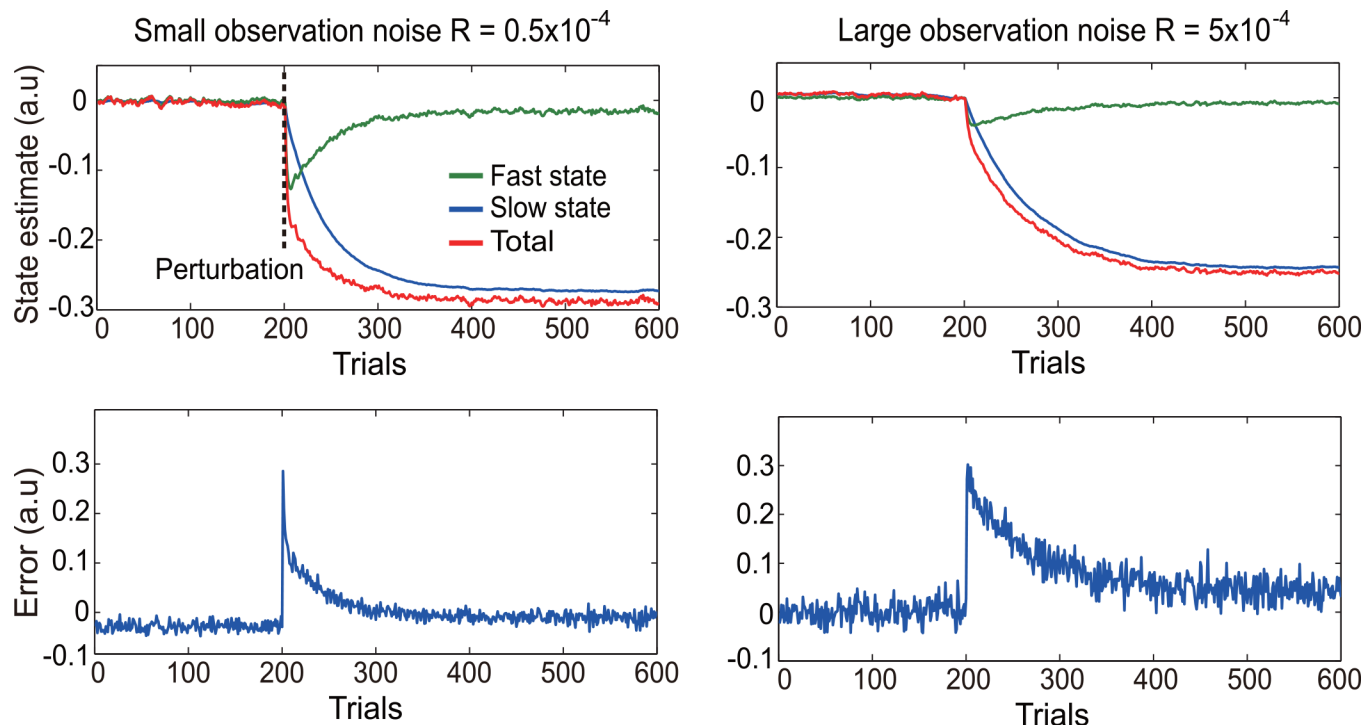 Small observation noise R = 0.5x10⁻⁴
Large observation noise R = 5x10⁻⁴
State estimate (a.u)
0
-0.1
-0.2
-0.3
Fast state
Slow state
Total
Perturbation
0 100 200 300 400 500 600
Trials
0
-0.1
-0.2
-0.3
0 100 200 300 400 500 600
Trials
Error (a.u)
0.3
0.2
0.1
0
-0.1
0 100 200 300 400 500 600
Trials
0.3
0.2
0.1
0
-0.1
0 100 200 300 400 500 600
Trials